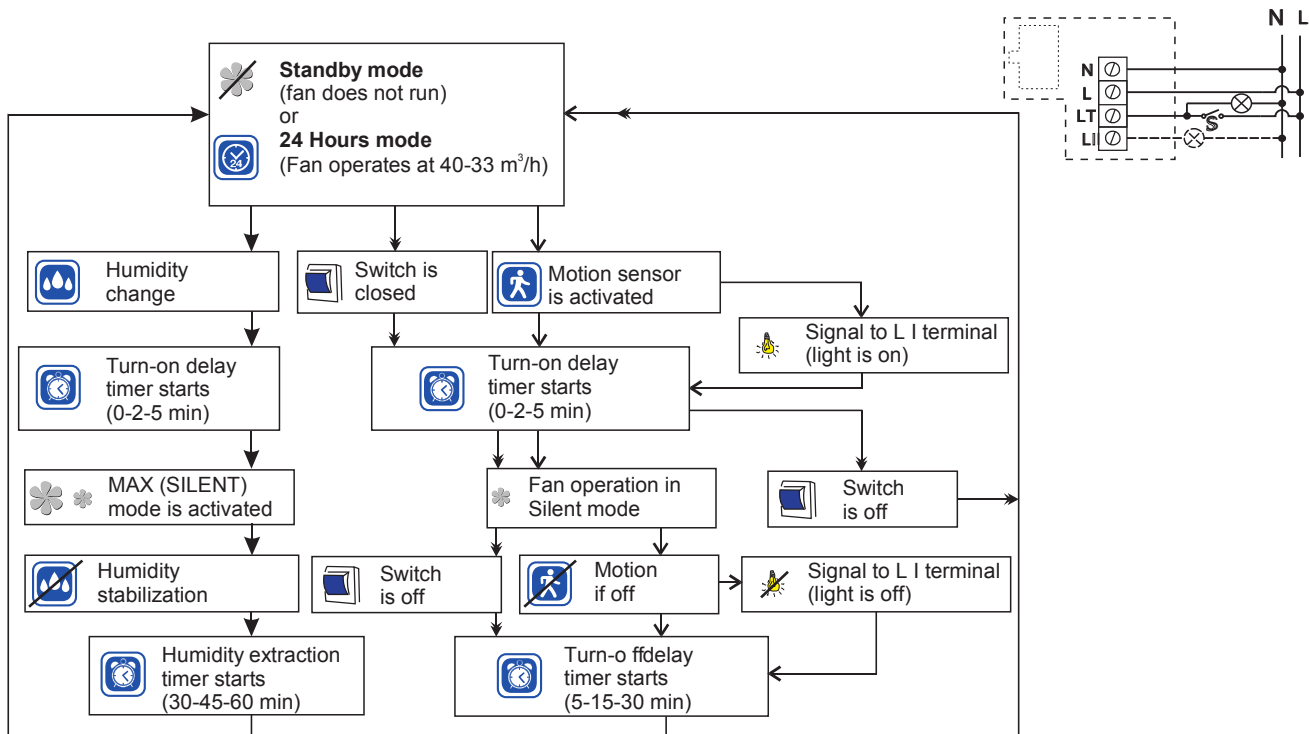 Standby mode
(fan does not run)
or
24 Hours mode
(Fan operates at 40-33 m³/h)
24
N L
N
L
LT
LI
S
Humidity
change
Switch is
closed
Motion sensor
is activated
Signal to L I terminal
(light is on)
Turn-on delay
timer starts
(0-2-5 min)
Turn-on delay
timer starts
(0-2-5 min)
MAX (SILENT)
mode is activated
Fan operation in
Silent mode
Switch
is off
Humidity
stabilization
Switch
is off
Motion
if off
Signal to L I terminal
(light is off)
Humidity extraction
timer starts
(30-45-60 min)
Turn-o ffdelay
timer starts
(5-15-30 min)